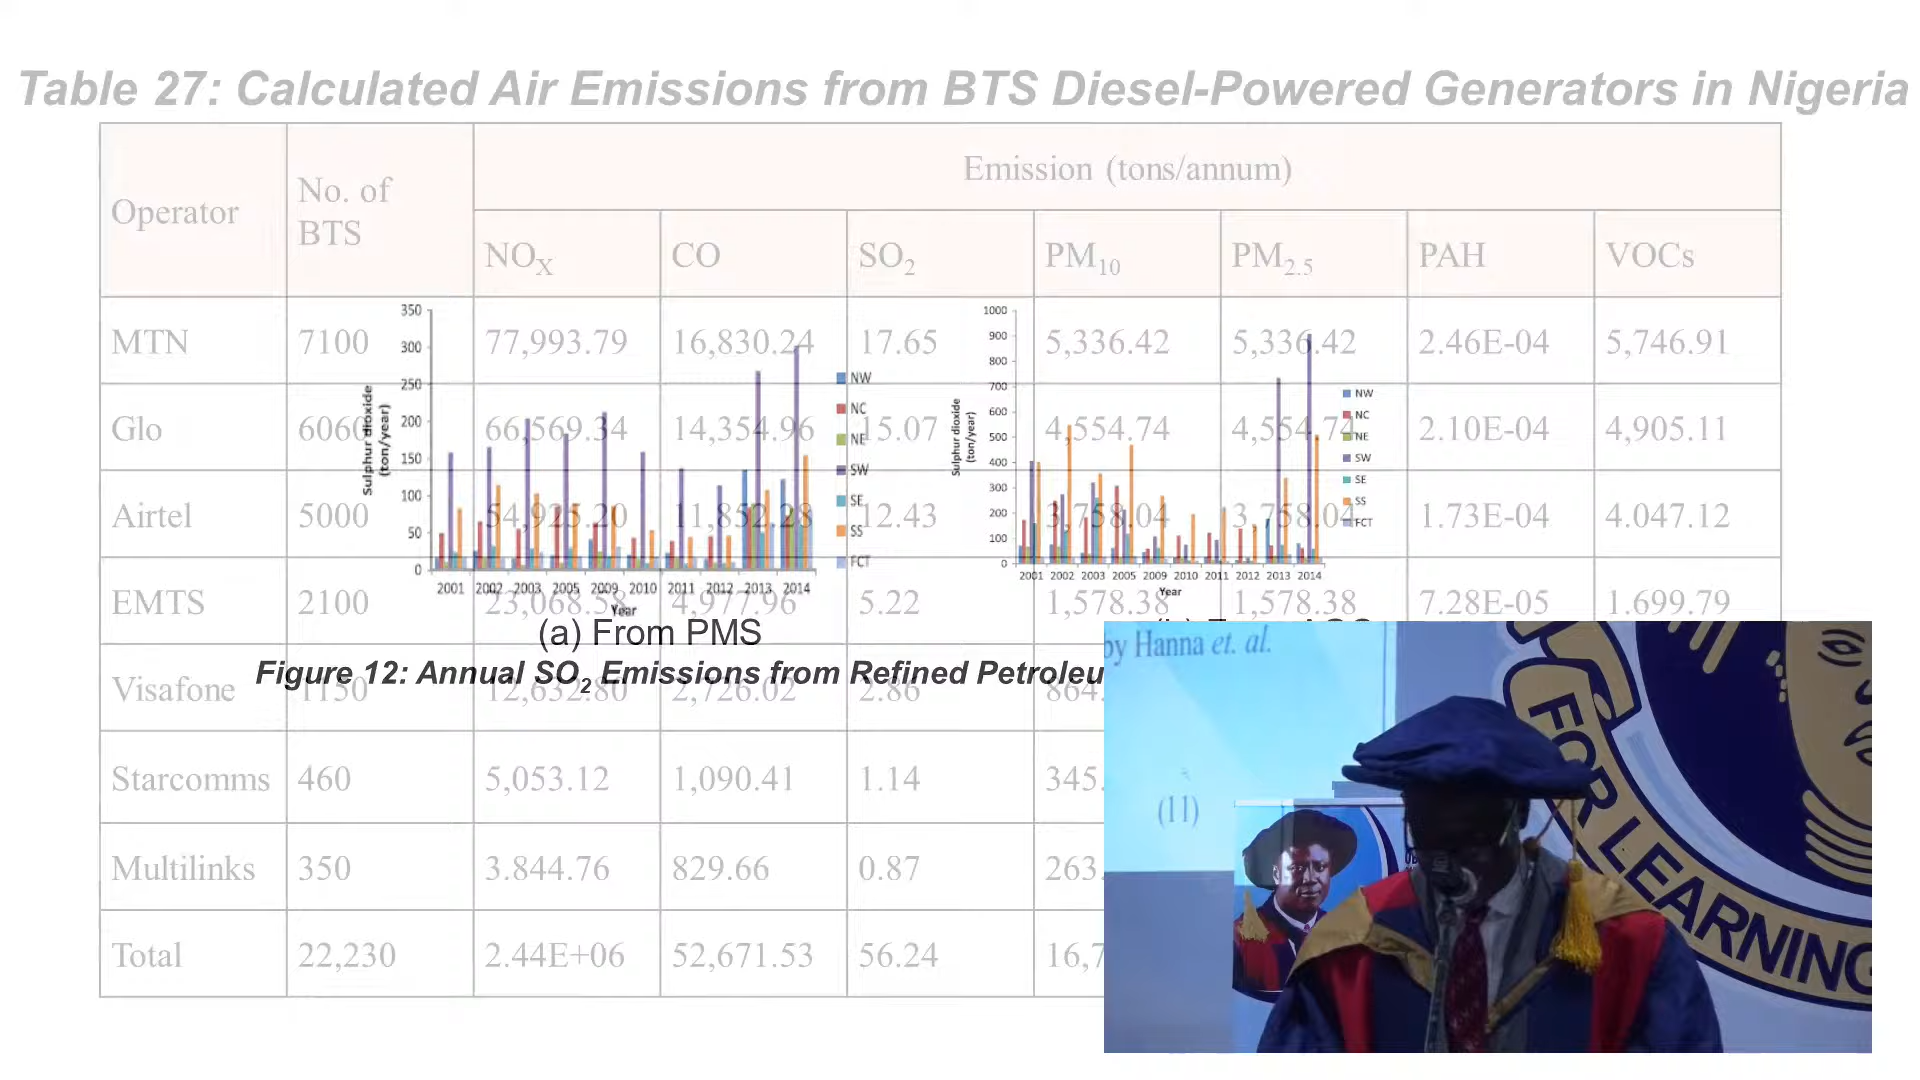 Table 27: Calculated Air Emissions from BTS Diesel-Powered Generators in Nigeria
Operator No. of BTS Emission (tons/annum)
NOX CO SO2 PM10 PM2.5 PAH VOCs
MTN 7100 77,993.79 16,830.24 17.65 5,336.42 5,336.42 2.46E-04 5,746.91
Glo 6060 66,569.34 14,354.96 15.07 4,554.74 4,554.74 2.10E-04 4,905.11
Airtel 5000 54,925.20 11,852.28 12.43 3,758.04 3,758.04 1.73E-04 4.047.12
EMTS 2100 23,068.58 4,977.96 5.22 1,578.38 1,578.38 7.28E-05 1.699.79
Visafone 1150 12,632.80 2,726.02 2.86 864.
Starcomms 460 5,053.12 1,090.41 1.14 345.
Multilinks 350 3.844.76 829.66 0.87 263.
Total 22,230 2.44E+06 52,671.53 56.24 16,7
Sulphur dioxide
(ton/year)
350
300
250
200
150
100
50
0
2001 2002 2003 2005 2009 2010 2011 2012 2013 2014
Year
NW
NC
NE
SW
SE
SS
FCT
(a) From PMS
Sulphur dioxide
(ton/year)
1000
900
800
700
600
500
400
300
200
100
0
2001 2002 2003 2005 2009 2010 2011 2012 2013 2014
Year
NW
NC
NE
SW
SE
SS
FCT
Figure 12: Annual SO2 Emissions from Refined Petroleu
by Hanna et. al.
(11)
FOR LEARNING